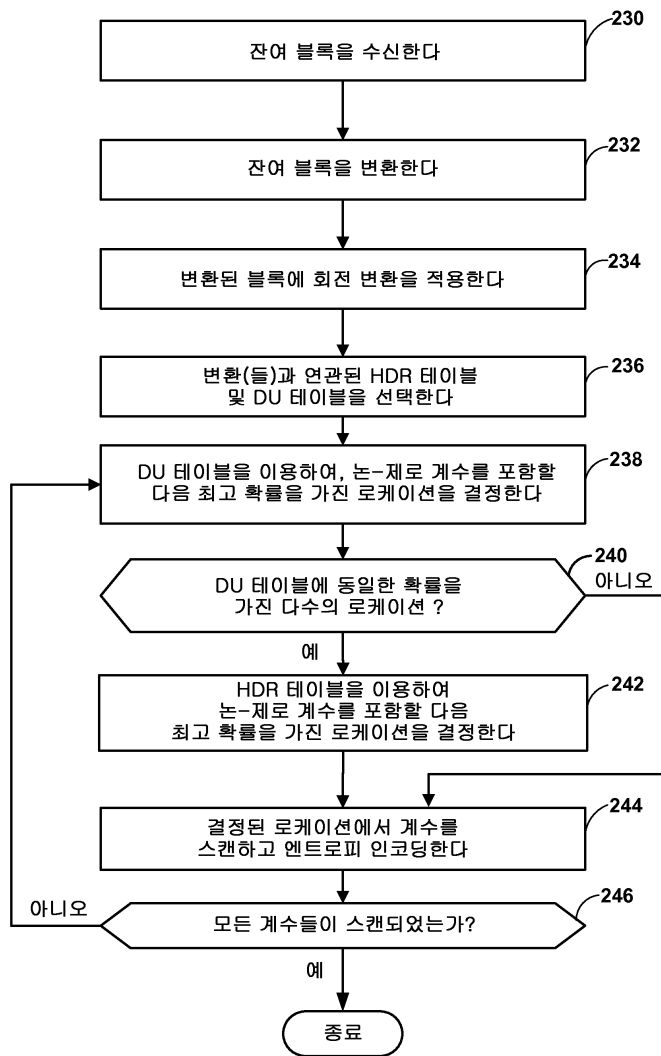 230
잔여 블록을 수신한다
232
잔여 블록을 변환한다
234
변환된 블록에 회전 변환을 적용한다
236
변환(들)과 연관된 HDR 테이블
및 DU 테이블을 선택한다
238
DU 테이블을 이용하여, 논-제로 계수를 포함할
다음 최고 확률을 가진 로케이션을 결정한다
240
DU 테이블에 동일한 확률을
가진 다수의 로케이션 ?
아니오
예
242
HDR 테이블을 이용하여
논-제로 계수를 포함할 다음
최고 확률을 가진 로케이션을 결정한다
244
결정된 로케이션에서 계수를
스캔하고 엔트로피 인코딩한다
246
아니오
모든 계수들이 스캔되었는가?
예
종료